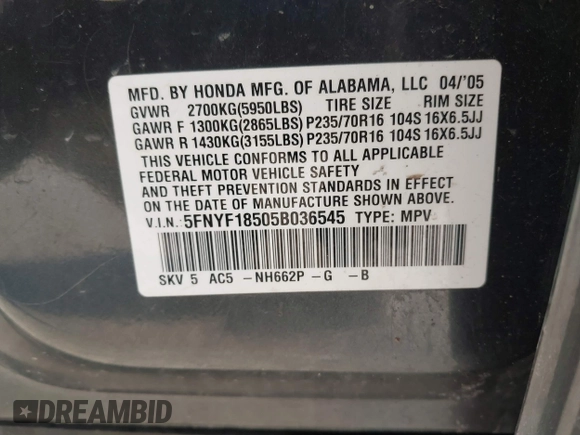 MFD. BY HONDA MFG. OF ALABAMA, LLC 04/'05
GVWR 2700KG(5950LBS) TIRE SIZE RIM SIZE
GAWR F 1300KG(2865LBS) P235/70R16 104S 16X6.5JJ
GAWR R 1430KG(3155LBS) P235/70R16 104S 16X6.5JJ
THIS VEHICLE CONFORMS TO ALL APPLICABLE
FEDERAL MOTOR VEHICLE SAFETY
AND THEFT PREVENTION STANDARDS IN EFFECT
ON THE DATE OF MANUFACTURE SHOWN ABOVE.
V.I.N.: 5FNYF18505B036545 TYPE: MPV
SKV 5 AC5 -NH662P -G -B
DREAMBID